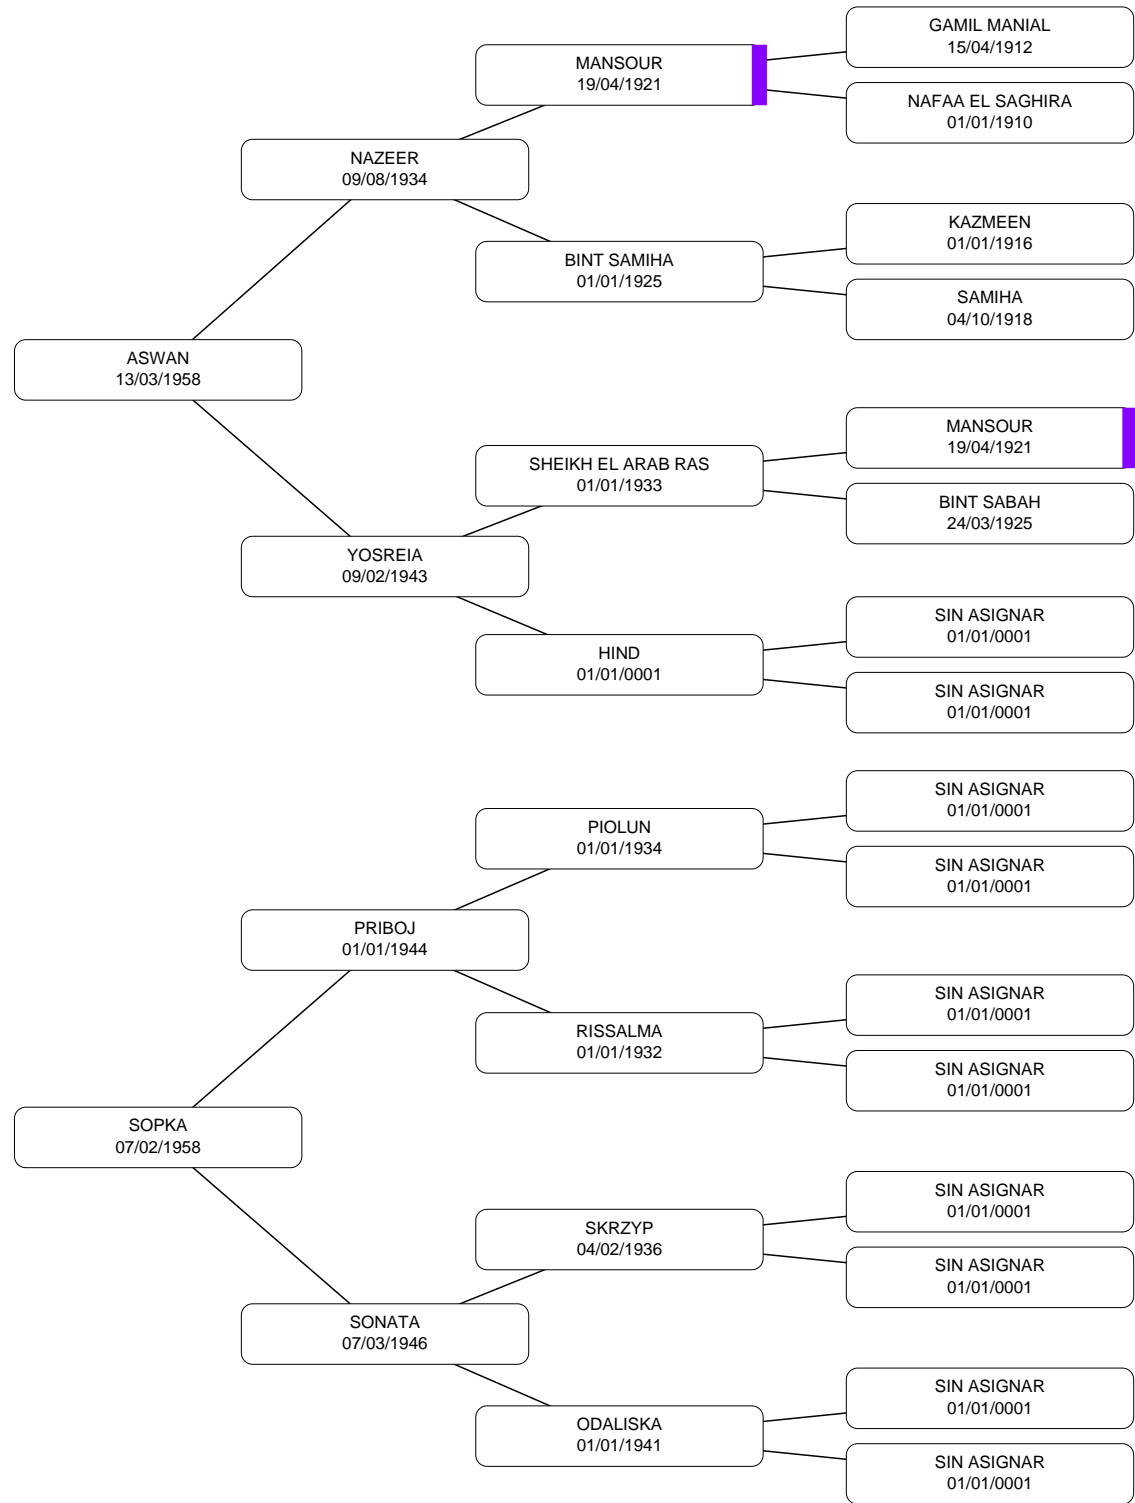 GAMIL MANIAL
15/04/1912
MANSOUR
19/04/1921
NAFAA EL SAGHIRA
01/01/1910
NAZEER
09/08/1934
KAZMEEN
01/01/1916
BINT SAMIHA
01/01/1925
SAMIHA
04/10/1918
ASWAN
13/03/1958
MANSOUR
19/04/1921
SHEIKH EL ARAB RAS
01/01/1933
BINT SABAH
24/03/1925
YOSREIA
09/02/1943
SIN ASIGNAR
01/01/0001
HIND
01/01/0001
SIN ASIGNAR
01/01/0001
SIN ASIGNAR
01/01/0001
PIOLUN
01/01/1934
SIN ASIGNAR
01/01/0001
PRIBOJ
01/01/1944
SIN ASIGNAR
01/01/0001
RISSALMA
01/01/1932
SIN ASIGNAR
01/01/0001
SOPKA
07/02/1958
SIN ASIGNAR
01/01/0001
SKRZYP
04/02/1936
SIN ASIGNAR
01/01/0001
SONATA
07/03/1946
SIN ASIGNAR
01/01/0001
ODALISKA
01/01/1941
SIN ASIGNAR
01/01/0001